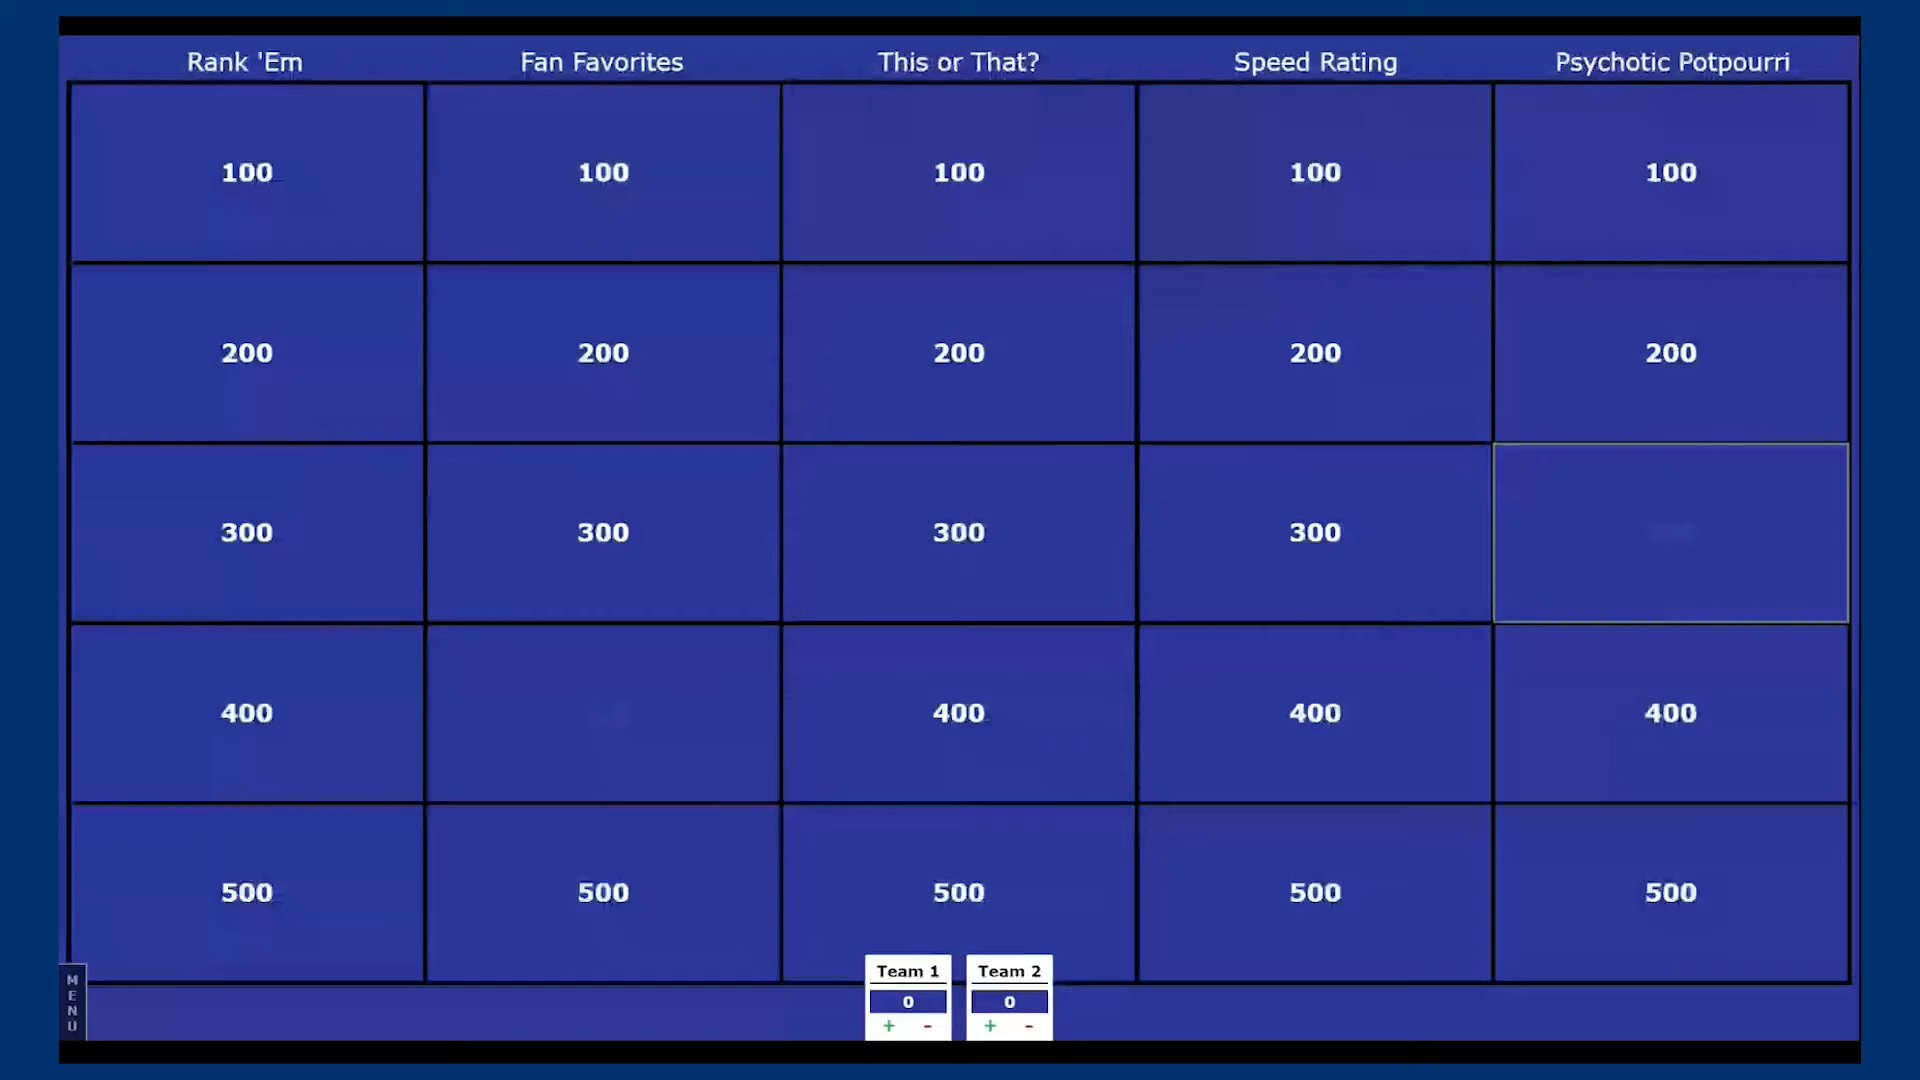 Rank 'Em Fan Favorites This or That? Speed Rating Psychotic Potpourri
100 100 100 100 100
200 200 200 200 200
300 300 300 300
400 400 400 400
500 500 500 500 500
Team 1 Team 2
0 0
+ - + -
MENU